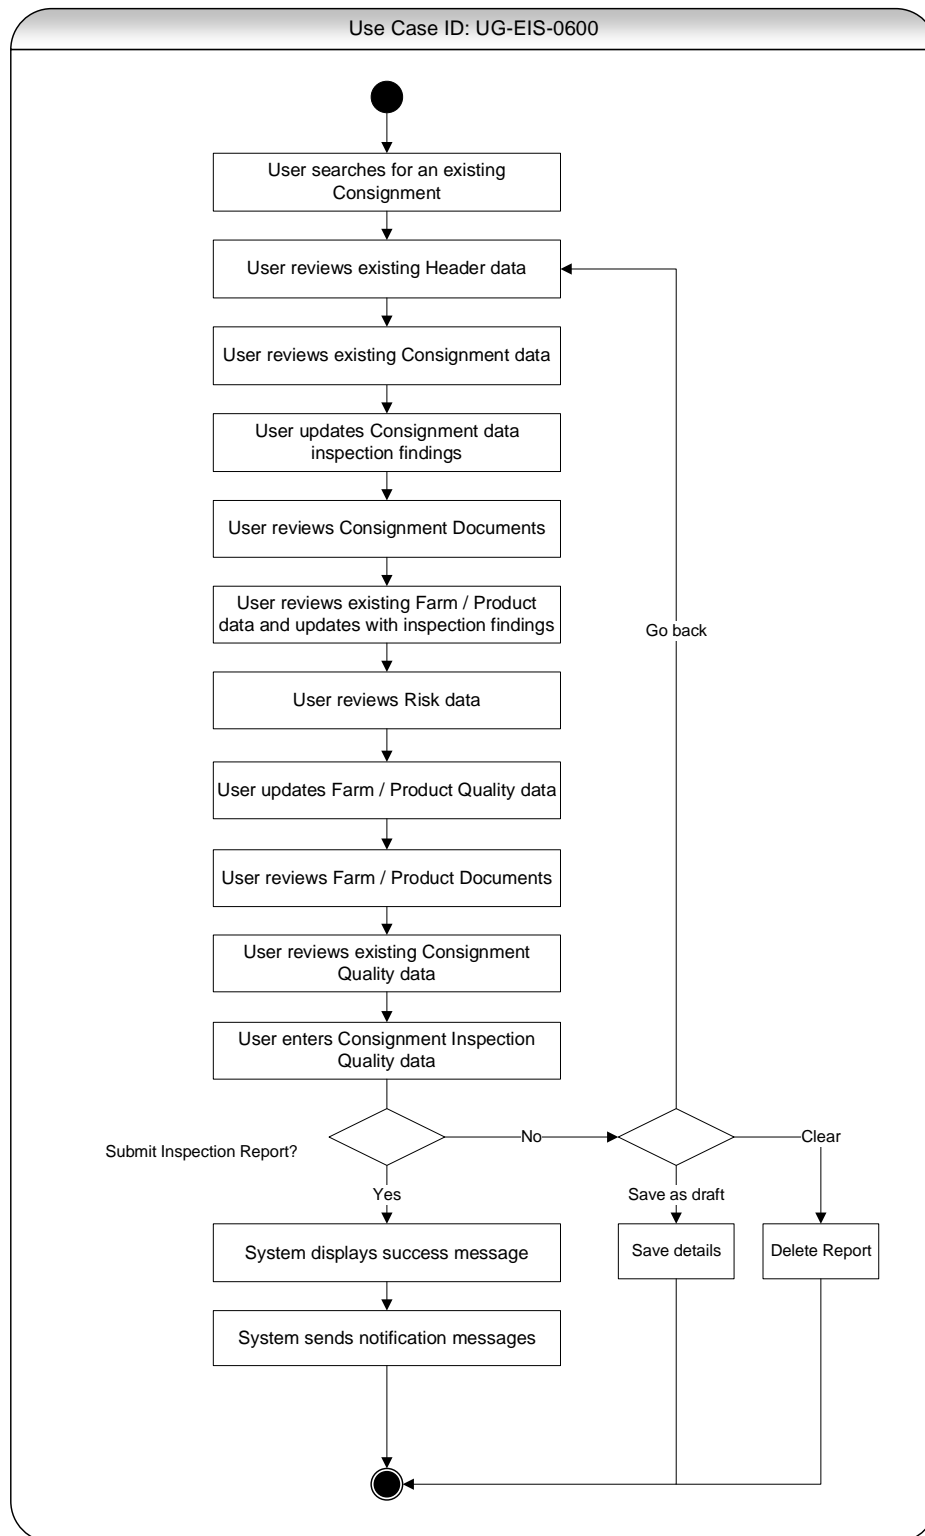 Use Case ID: UG-EIS-0600
User searches for an existing
Consignment
User reviews existing Header data
User reviews existing Consignment data
User updates Consignment data
inspection findings
User reviews Consignment Documents
User reviews existing Farm / Product
data and updates with inspection findings
Go back
User reviews Risk data
User updates Farm / Product Quality data
User reviews Farm / Product Documents
User reviews existing Consignment
Quality data
User enters Consignment Inspection
Quality data
Submit Inspection Report?
No
Clear
Yes
Save as draft
System displays success message
Save details
Delete Report
System sends notification messages